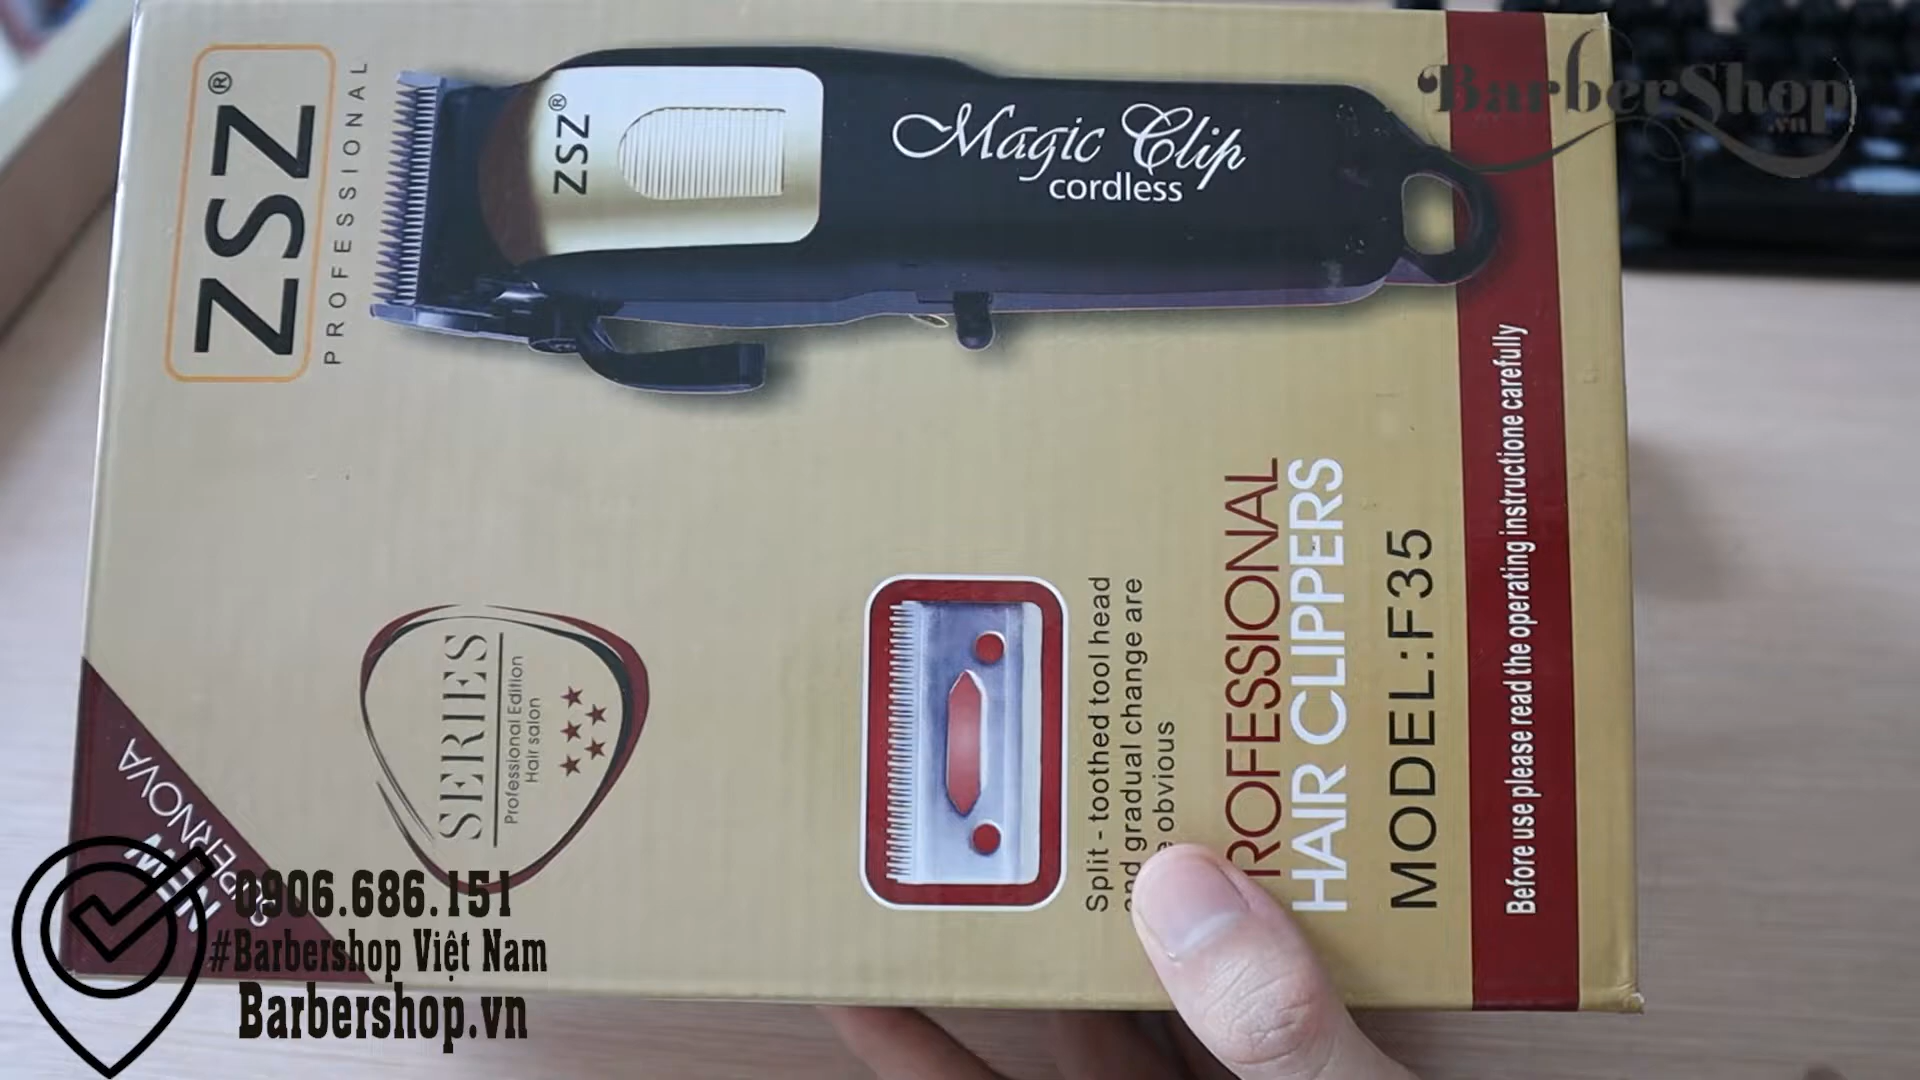 ZSZ®
PROFESSIONAL
ZSZ®
Magic Clip
cordless
BarberShop
.vn
SERIES
Professional Edition
Hair salon
NEW
SUPERNOVA
Split - toothed tool head
and gradual change are
obvious
PROFESSIONAL
HAIR CLIPPERS
MODEL:F35
Before use please read the operating instructione carefully
0906.686.151
#Barbershop Việt Nam
Barbershop.vn